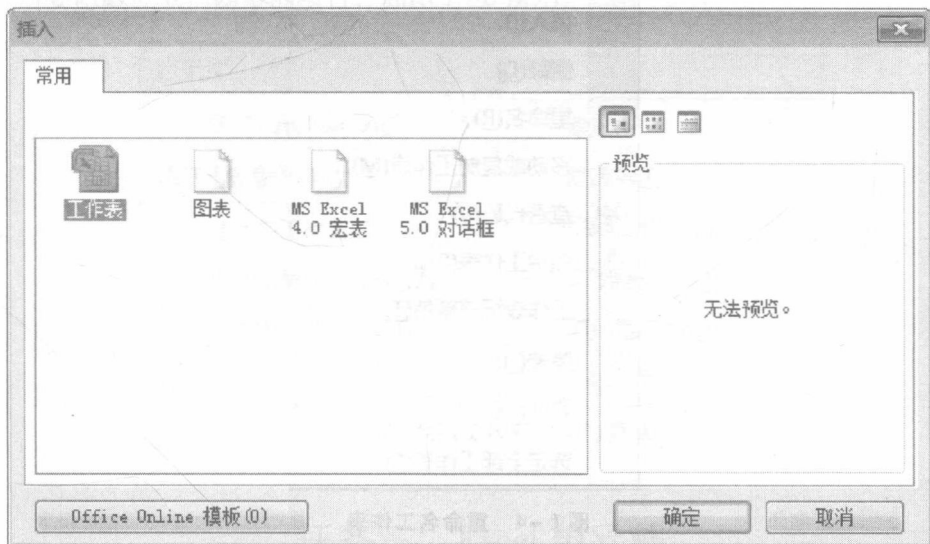 插入
常用
工作表
图表
MS Excel
4.0 宏表
MS Excel
5.0 对话框
预览
无法预览。
Office Online 模板(O)
确定
取消